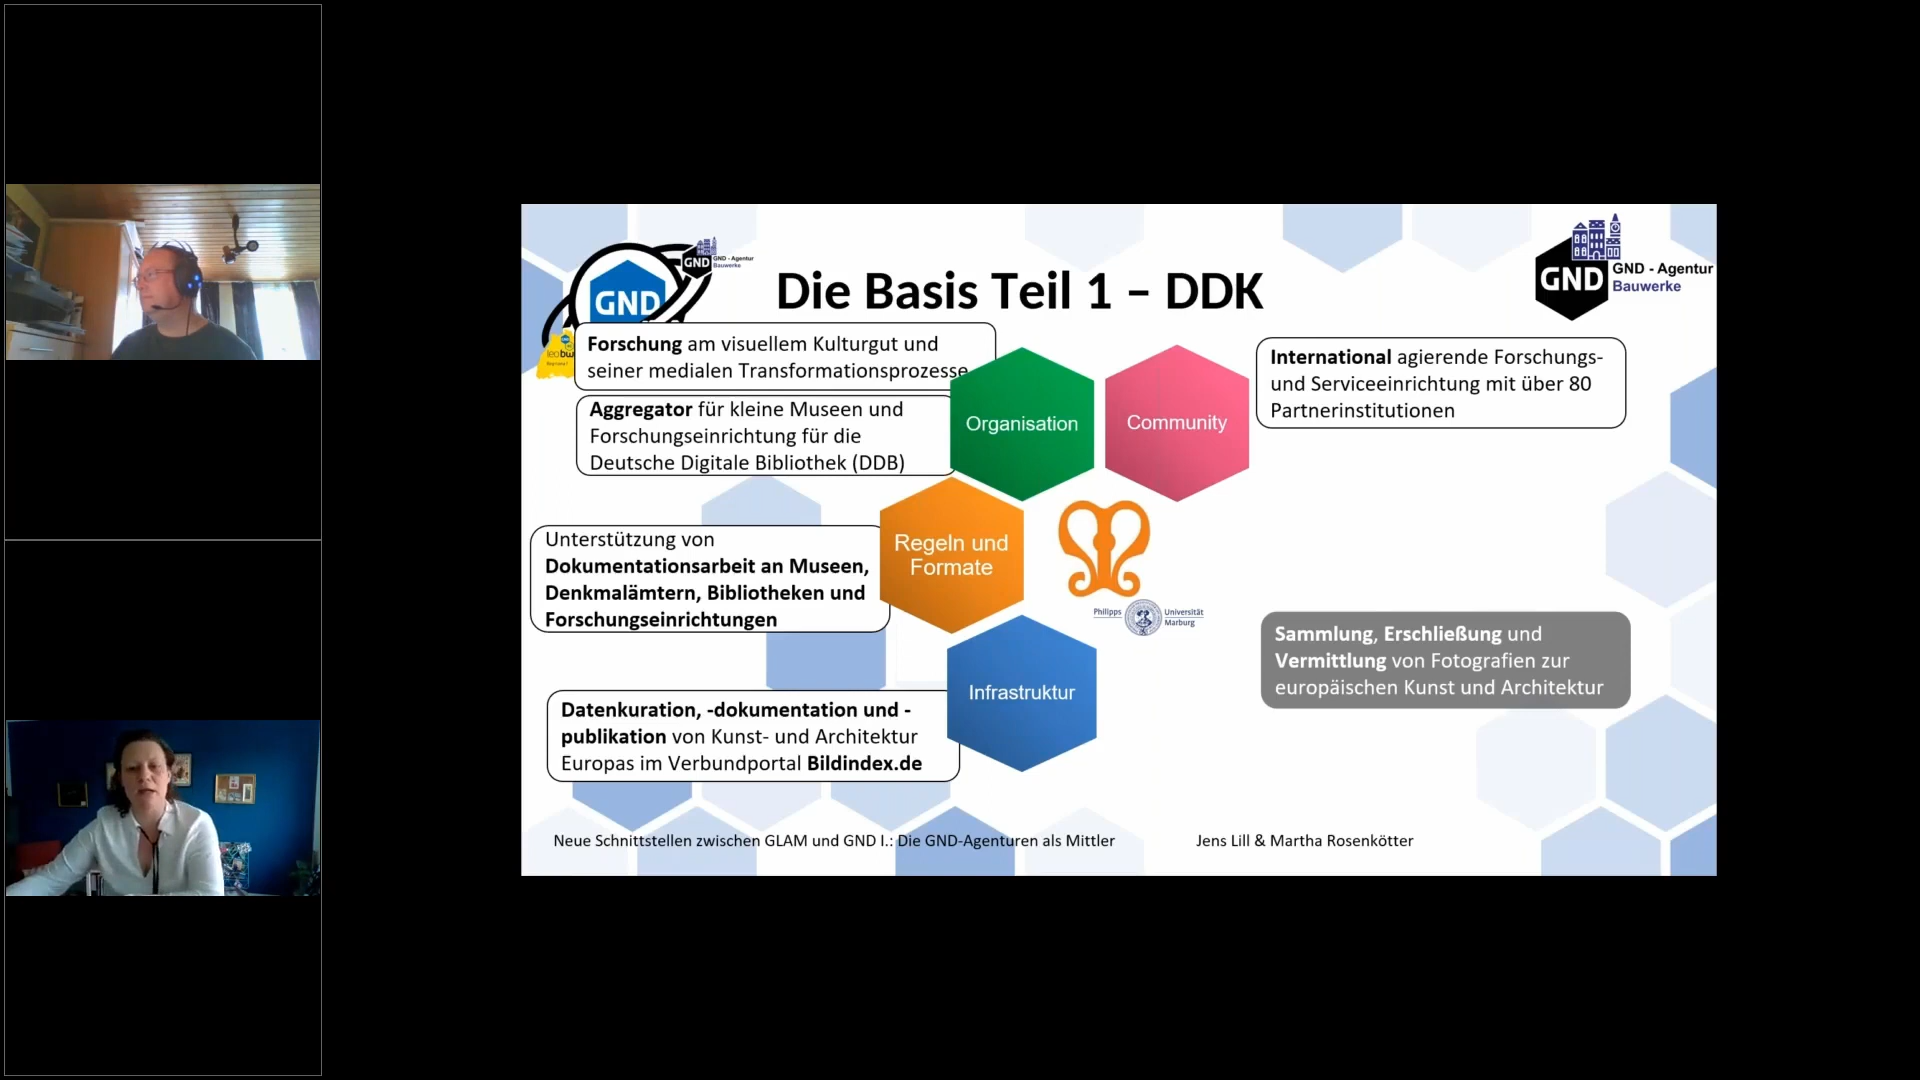 GND
GND
GND - Agentur
Bauwerke
Die Basis Teil 1 – DDK
GND
GND - Agentur
Bauwerke
leo bw
Forschung am visuellem Kulturgut und
seiner medialen Transformationsprozesse
Aggregator für kleine Museen und
Forschungseinrichtung für die
Deutsche Digitale Bibliothek (DDB)
Organisation
Community
International agierende Forschungs-
und Serviceeinrichtung mit über 80
Partnerinstitutionen
Unterstützung von
Dokumentationsarbeit an Museen,
Denkmalämtern, Bibliotheken und
Forschungseinrichtungen
Regeln und
Formate
Philipps Universität
Marburg
Sammlung, Erschließung und
Vermittlung von Fotografien zur
europäischen Kunst und Architektur
Infrastruktur
Datenkuration, -dokumentation und -
publikation von Kunst- und Architektur
Europas im Verbundportal Bildindex.de
Neue Schnittstellen zwischen GLAM und GND I.: Die GND-Agenturen als Mittler
Jens Lill & Martha Rosenkötter